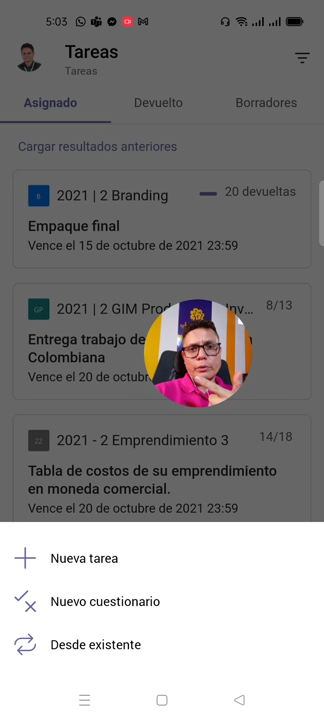 5:03
Tareas
Tareas
Asignado
Devuelto
Borradores
Cargar resultados anteriores
2021 | 2 Branding
20 devueltas
Empaque final
Vence el 15 de octubre de 2021 23:59
GP
2021 | 2 GIM
8/13
Entrega trabajo
Colombiana
Vence el 20 de
22
2021 - 2 Emprendimiento 3
14/18
Tabla de costos de su emprendimiento
en moneda comercial.
Vence el 20 de octubre de 2021 23:59
Nueva tarea
Nuevo cuestionario
Desde existente